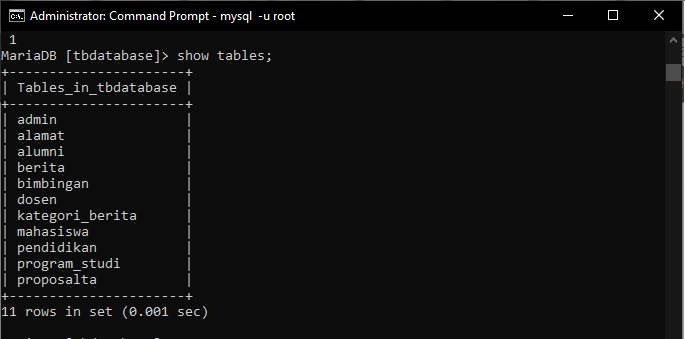 Administrator: Command Prompt - mysql  -u root
1
MariaDB [tbdatabase]> show tables;
+----------------------+
| Tables_in_tbdatabase |
+----------------------+
| admin                |
| alamat               |
| alumni               |
| berita               |
| bimbingan            |
| dosen                |
| kategori_berita      |
| mahasiswa            |
| pendidikan           |
| program_studi        |
| proposalta           |
+----------------------+
11 rows in set (0.001 sec)